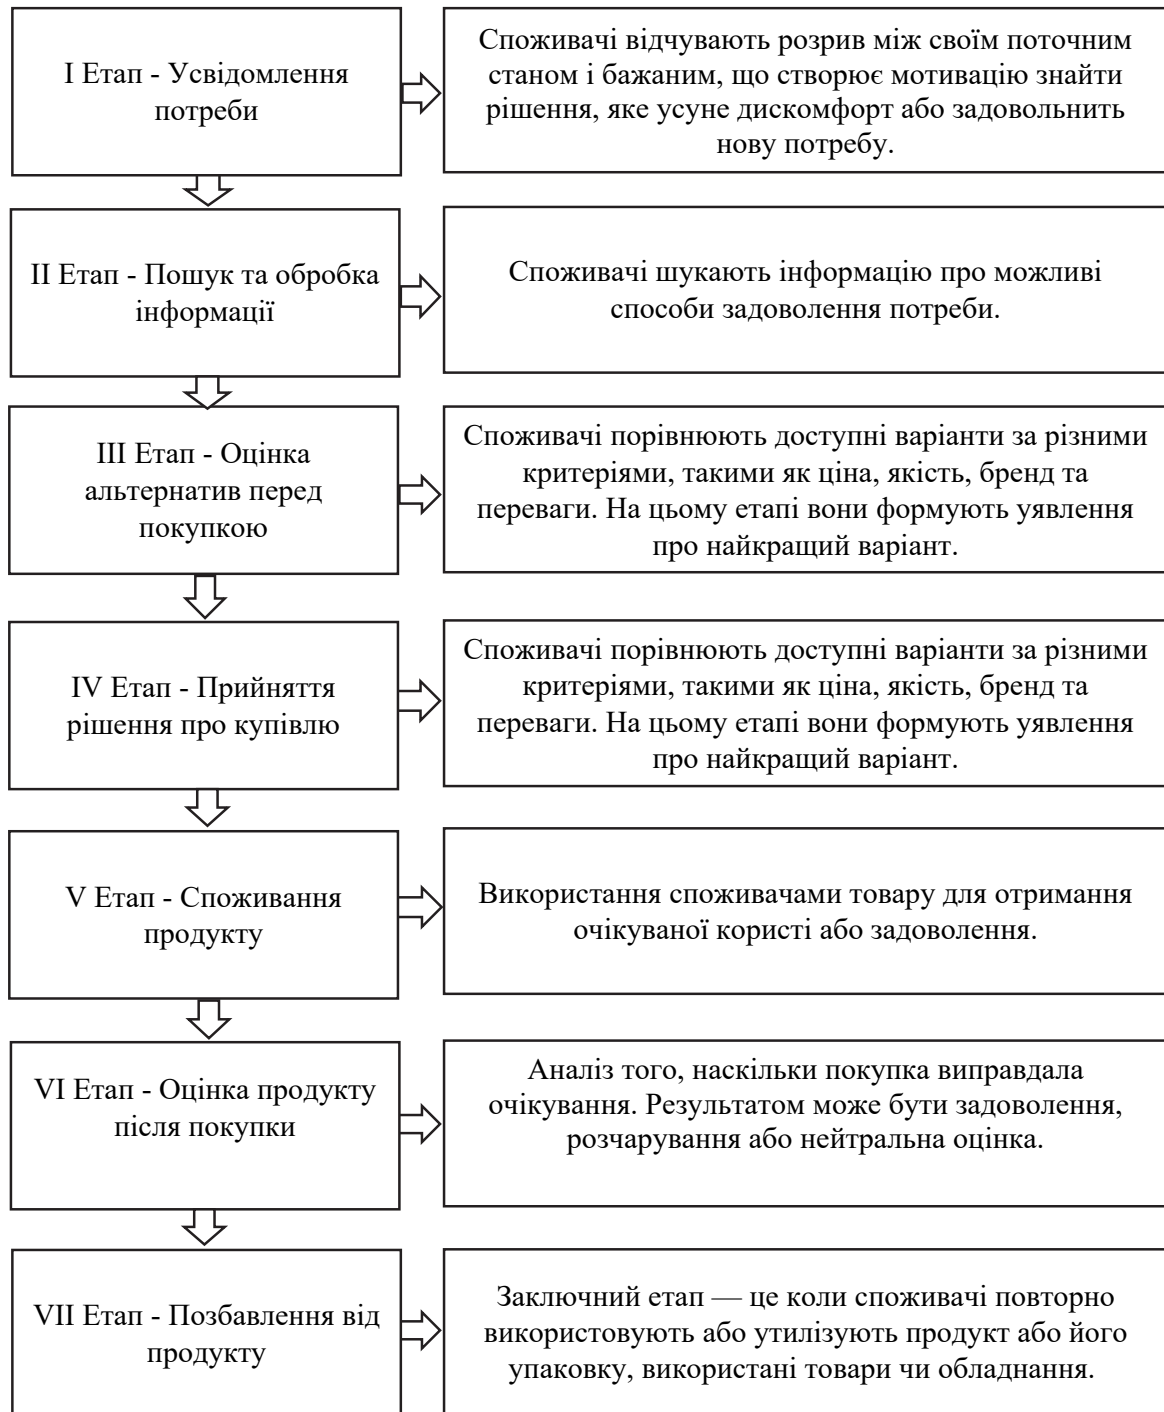 I Етап - Усвідомлення
потреби
Споживачі відчувають розрив між своїм поточним
станом і бажаним, що створює мотивацію знайти
рішення, яке усуне дискомфорт або задовольнить
нову потребу.
II Етап - Пошук та обробка
інформації
Споживачі шукають інформацію про можливі
способи задоволення потреби.
III Етап - Оцінка
альтернатив перед
покупкою
Споживачі порівнюють доступні варіанти за різними
критеріями, такими як ціна, якість, бренд та
переваги. На цьому етапі вони формують уявлення
про найкращий варіант.
IV Етап - Прийняття
рішення про купівлю
Споживачі порівнюють доступні варіанти за різними
критеріями, такими як ціна, якість, бренд та
переваги. На цьому етапі вони формують уявлення
про найкращий варіант.
V Етап - Споживання
продукту
Використання споживачами товару для отримання
очікуваної користі або задоволення.
VI Етап - Оцінка продукту
після покупки
Аналіз того, наскільки покупка виправдала
очікування. Результатом може бути задоволення,
розчарування або нейтральна оцінка.
VII Етап - Позбавлення від
продукту
Заключний етап — це коли споживачі повторно
використовують або утилізують продукт або його
упаковку, використані товари чи обладнання.